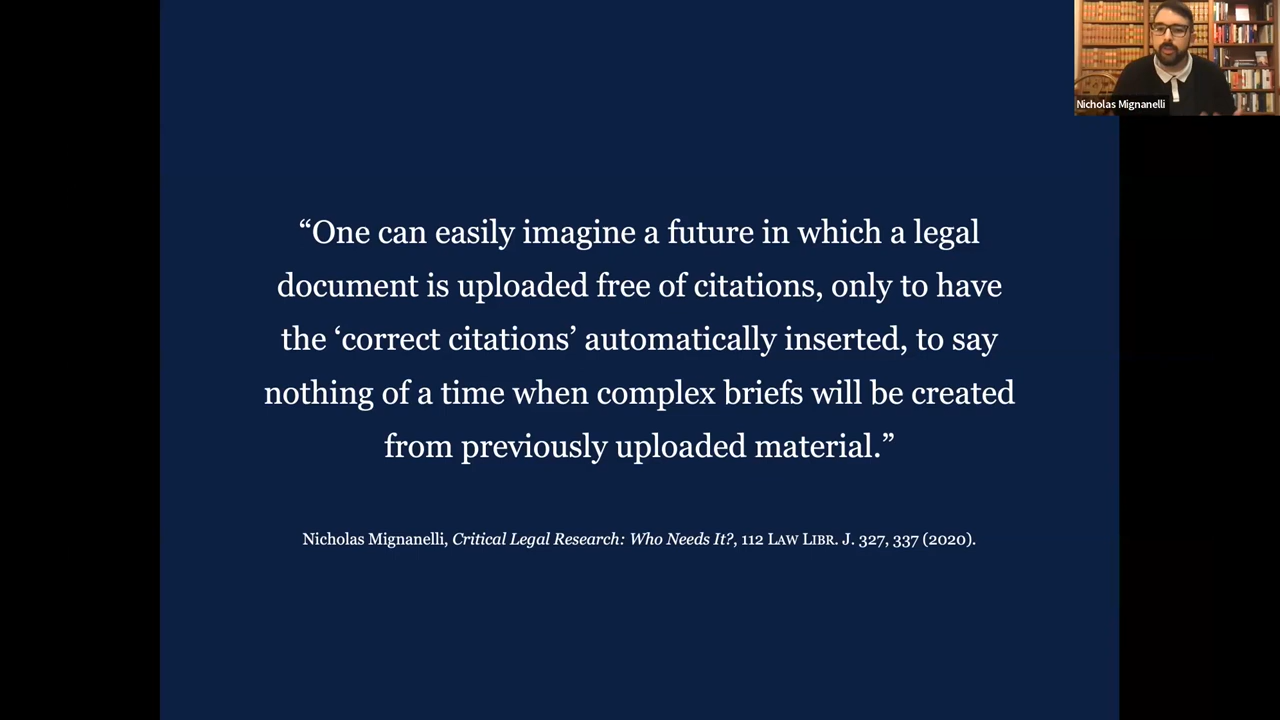 “One can easily imagine a future in which a legal
document is uploaded free of citations, only to have
the ‘correct citations’ automatically inserted, to say
nothing of a time when complex briefs will be created
from previously uploaded material.”
Nicholas Mignanelli, Critical Legal Research: Who Needs It?, 112 LAW LIBR. J. 327, 337 (2020).
Nicholas Mignanelli